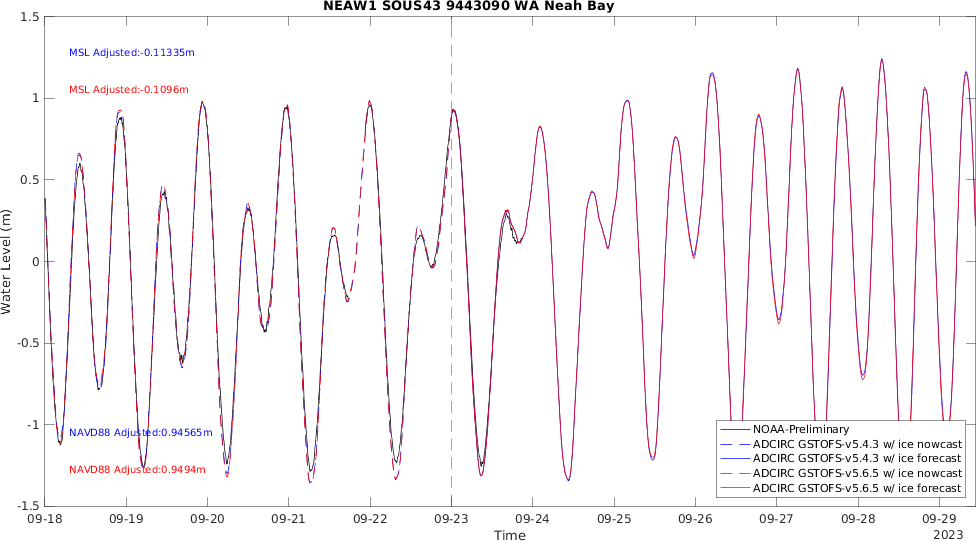 NEAW1 SOUS43 9443090 WA Neah Bay
1.5
1
0.5
0
-0.5
-1
-1.5
Water Level (m)
MSL Adjusted:-0.11335m
MSL Adjusted:-0.1096m
NAVD88 Adjusted:0.94565m
NAVD88 Adjusted:0.9494m
NOAA-Preliminary
ADCIRC GSTOFS-v5.4.3 w/ ice nowcast
ADCIRC GSTOFS-v5.4.3 w/ ice forecast
ADCIRC GSTOFS-v5.6.5 w/ ice nowcast
ADCIRC GSTOFS-v5.6.5 w/ ice forecast
09-18 09-19 09-20 09-21 09-22 09-23 09-24 09-25 09-26 09-27 09-28 09-29
Time
2023